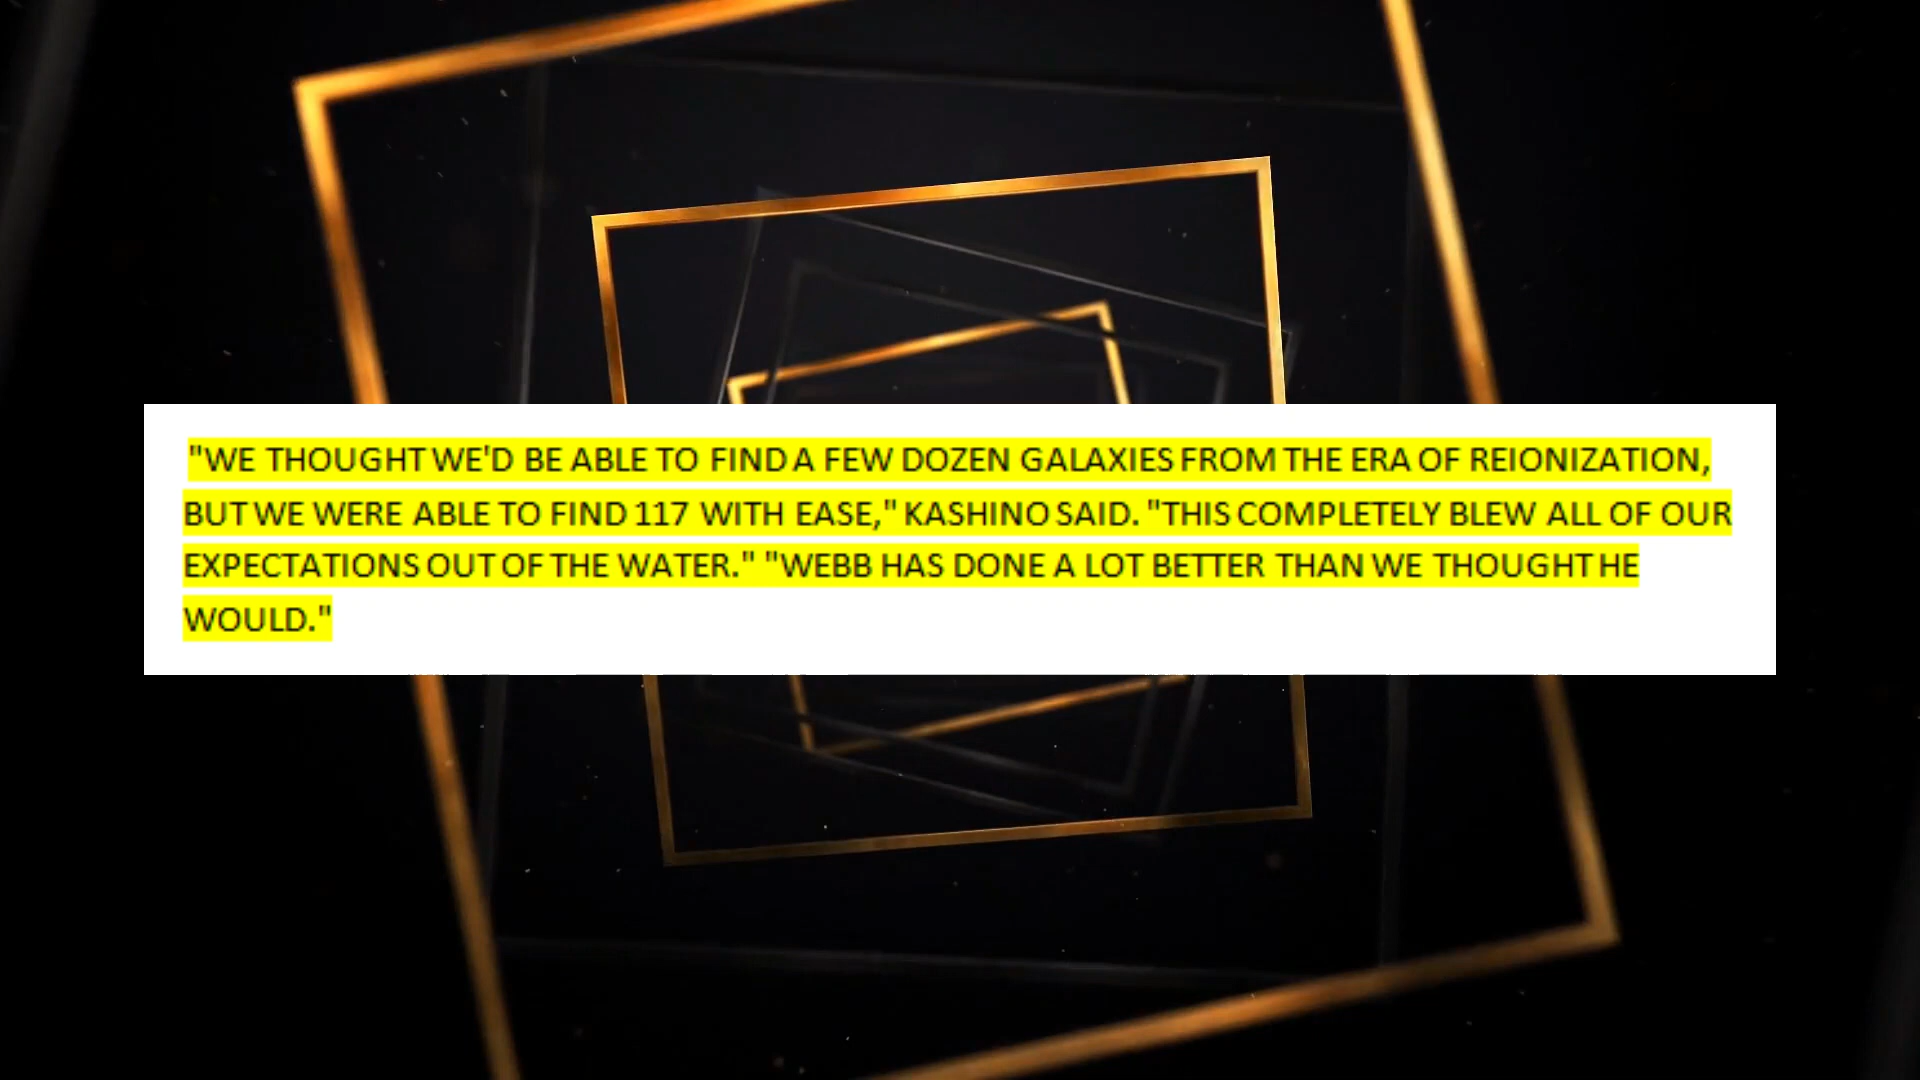 "WE THOUGHT WE'D BE ABLE TO FIND A FEW DOZEN GALAXIES FROM THE ERA OF REIONIZATION,
BUT WE WERE ABLE TO FIND 117 WITH EASE," KASHINO SAID. "THIS COMPLETELY BLEW ALL OF OUR
EXPECTATIONS OUT OF THE WATER." "WEBB HAS DONE A LOT BETTER THAN WE THOUGHT HE
WOULD."